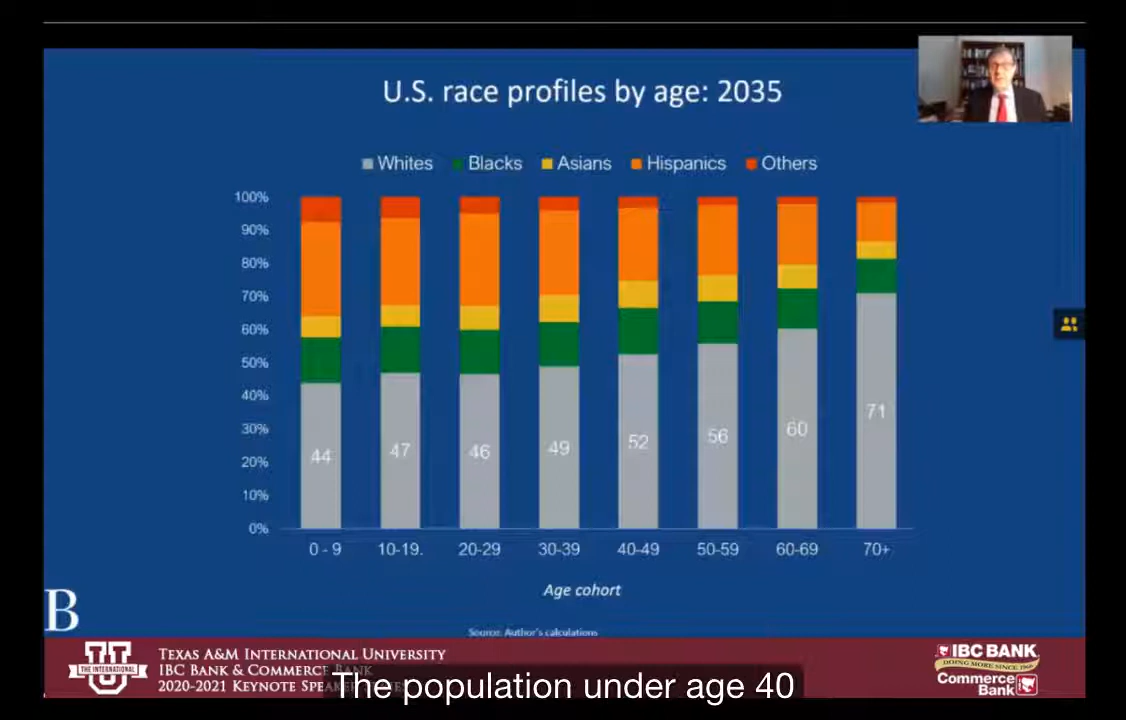 U.S. race profiles by age: 2035
Whites Blacks Asians Hispanics Others
100%
90%
80%
70%
60%
50%
40%
30%
20%
10%
0%
44 47 46 49 52 56 60 71
0 - 9 10-19. 20-29 30-39 40-49 50-59 60-69 70+
Age cohort
Source: Author's calculations
B
THE INTERNATIONAL
TEXAS A&M INTERNATIONAL UNIVERSITY
IBC BANK & COMMERCE BANK
2020-2021 KEYNOTE
IBC BANK
DOING MORE SINCE 1966
Commerce
Bank
The population under age 40